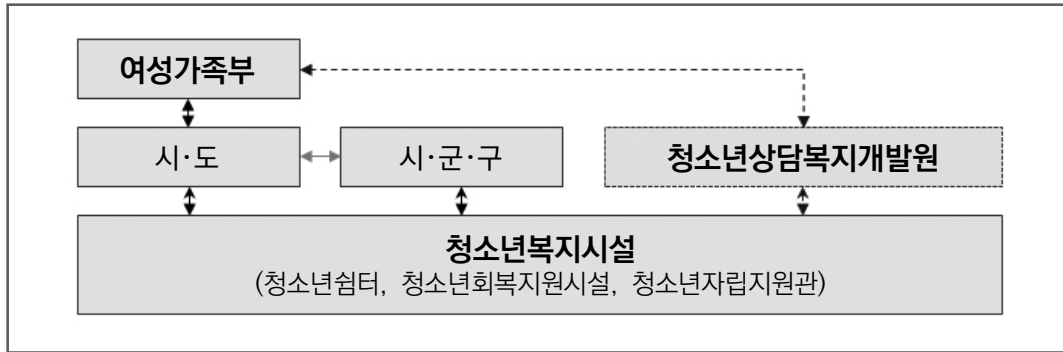 여성가족부
시·도
시·군·구
청소년상담복지개발원
청소년복지시설
(청소년쉼터, 청소년회복지원시설, 청소년자립지원관)